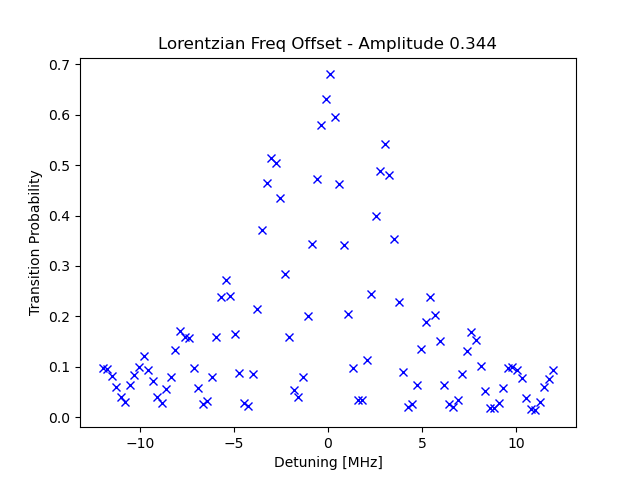 Lorentzian Freq Offset - Amplitude 0.344
0.7
0.6
0.5
0.4
0.3
0.2
0.1
0.0
Transition Probability
−10 −5 0 5 10
Detuning [MHz]